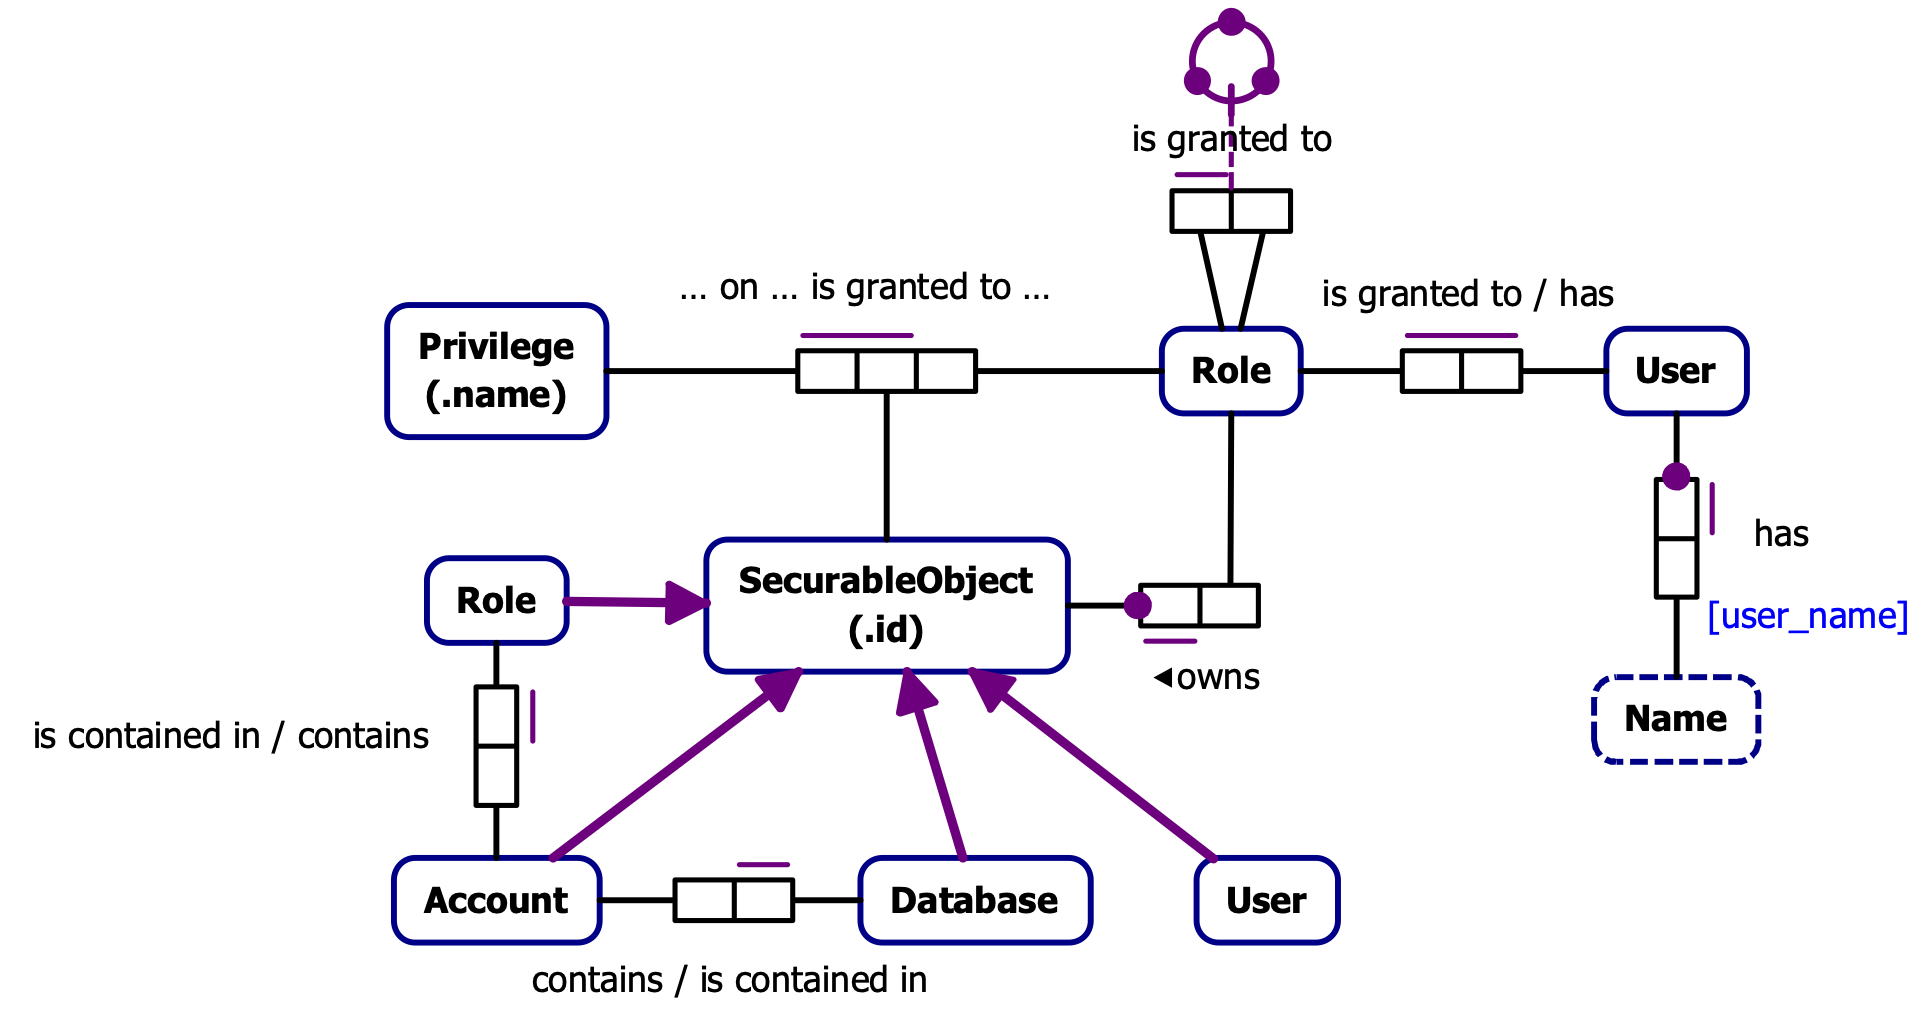 is granted to
... on ... is granted to ...
is granted to / has
Privilege
(.name)
Role
User
has
[user_name]
Name
Role
SecurableObject
(.id)
◄owns
is contained in / contains
Account
Database
User
contains / is contained in